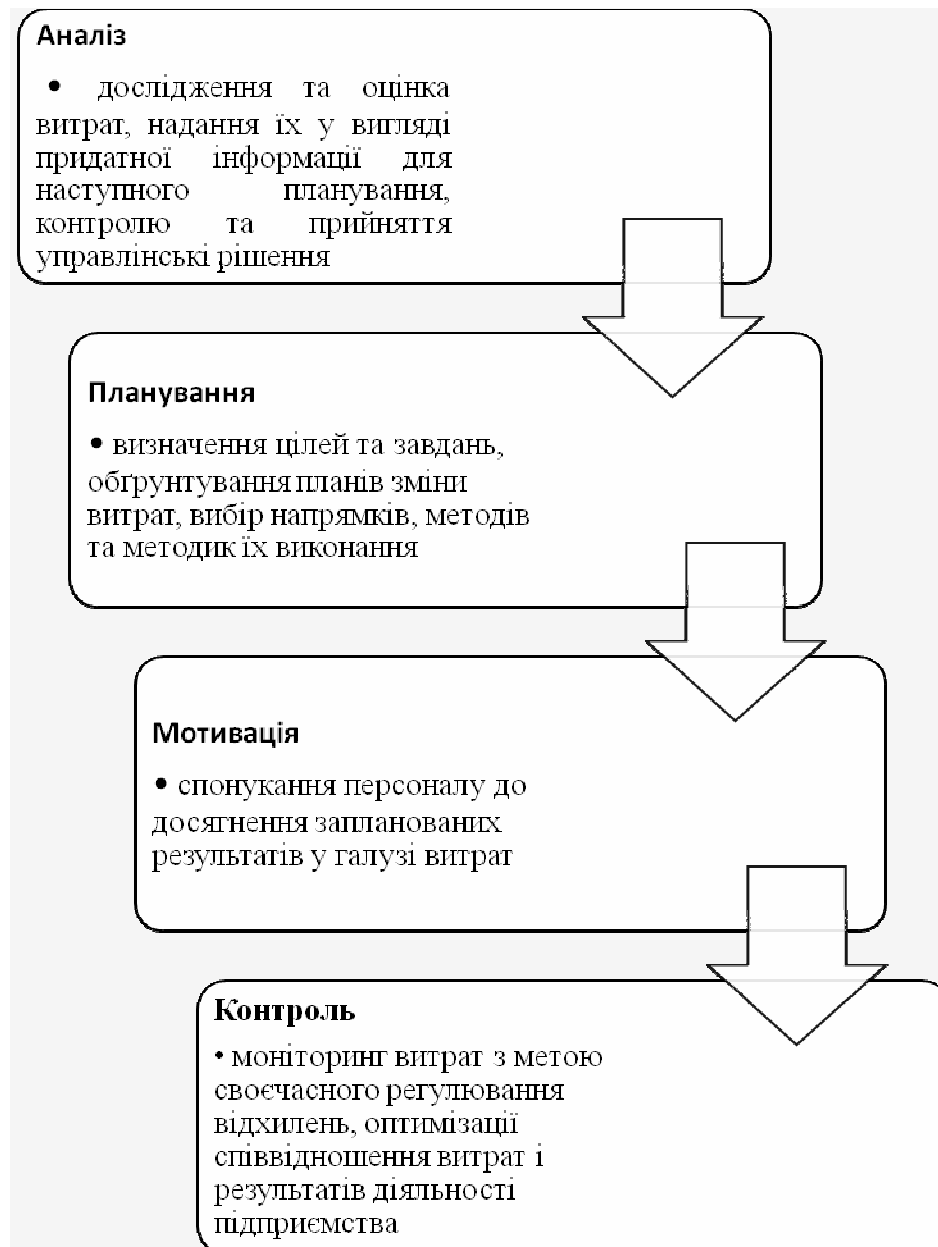 Аналіз
• дослідження та оцінка
витрат, надання їх у вигляді
придатної інформації для
наступного планування,
контролю та прийняття
управлінські рішення
Планування
• визначення цілей та завдань,
обґрунтування планів зміни
витрат, вибір напрямків, методів
та методик їх виконання
Мотивація
• спонукання персоналу до
досягнення запланованих
результатів у галузі витрат
Контроль
• моніторинг витрат з метою
своєчасного регулювання
відхилень, оптимізації
співвідношення витрат і
результатів діяльності
підприємства